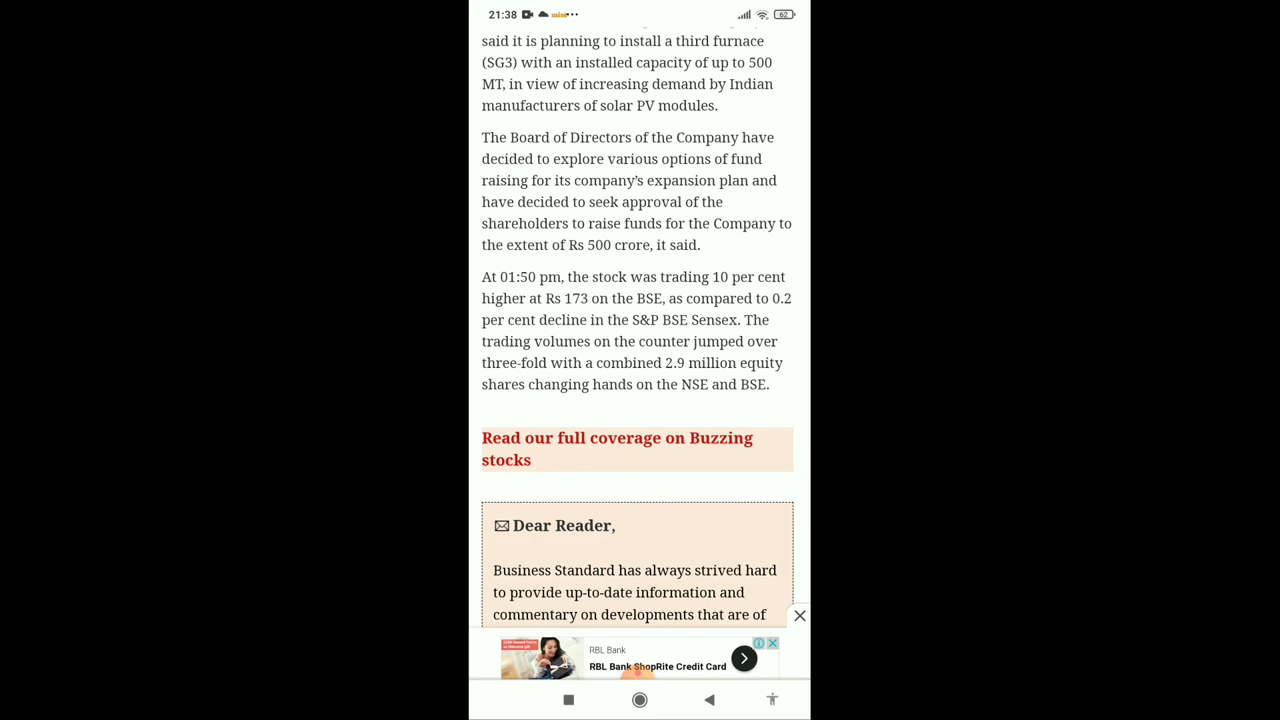 21:38
mint
62
said it is planning to install a third furnace
(SG3) with an installed capacity of up to 500
MT, in view of increasing demand by Indian
manufacturers of solar PV modules.
The Board of Directors of the Company have
decided to explore various options of fund
raising for its company’s expansion plan and
have decided to seek approval of the
shareholders to raise funds for the Company to
the extent of Rs 500 crore, it said.
At 01:50 pm, the stock was trading 10 per cent
higher at Rs 173 on the BSE, as compared to 0.2
per cent decline in the S&P BSE Sensex. The
trading volumes on the counter jumped over
three-fold with a combined 2.9 million equity
shares changing hands on the NSE and BSE.
Read our full coverage on Buzzing
stocks
Dear Reader,
Business Standard has always strived hard
to provide up-to-date information and
commentary on developments that are of
RBL Bank
RBL Bank ShopRite Credit Card